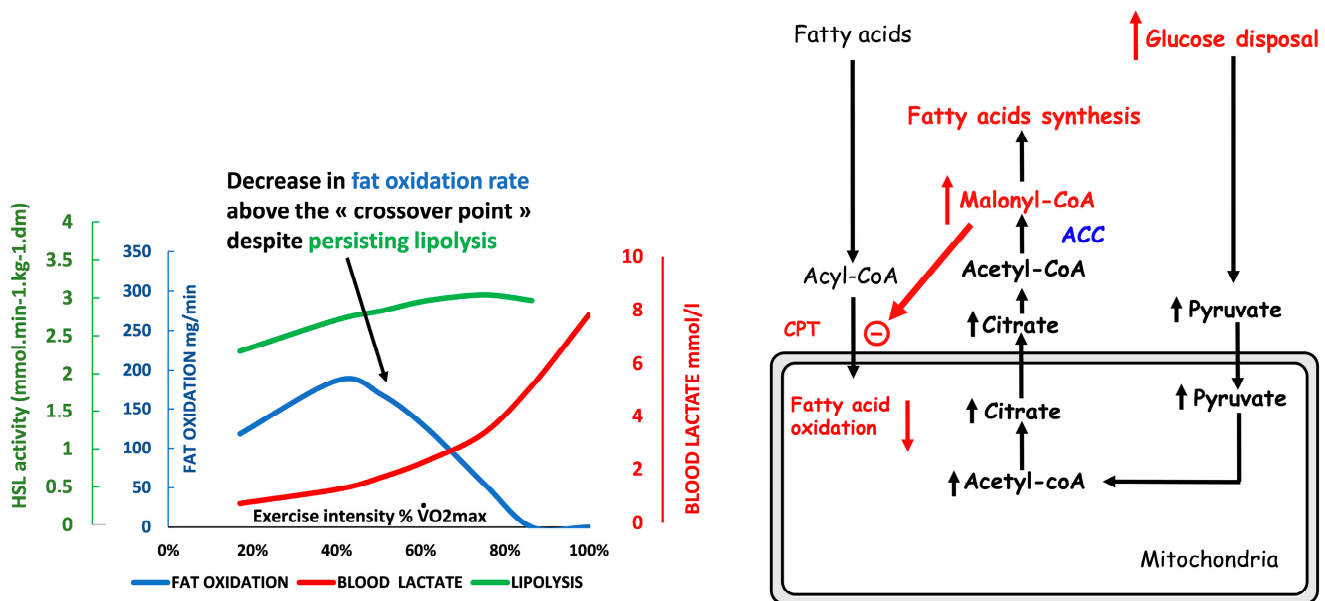 Decrease in fat oxidation rate
above the « crossover point »
despite persisting lipolysis
HSL activity (mmol.min-1.kg-1.dm)
4
3.5
3
2.5
2
1.5
1
0.5
0
FAT OXIDATION mg/min
350
300
250
200
150
100
50
0
BLOOD LACTATE mmol/l
10
8
6
4
2
0
Exercise intensity % V̇O2max
0% 20% 40% 60% 80% 100%
FAT OXIDATION BLOOD LACTATE LIPOLYSIS
Fatty acids
Glucose disposal
Fatty acids synthesis
Malonyl-CoA
ACC
Acyl-CoA
Acetyl-CoA
CPT
Citrate
Pyruvate
Fatty acid
oxidation
Citrate
Pyruvate
Acetyl-coA
Mitochondria